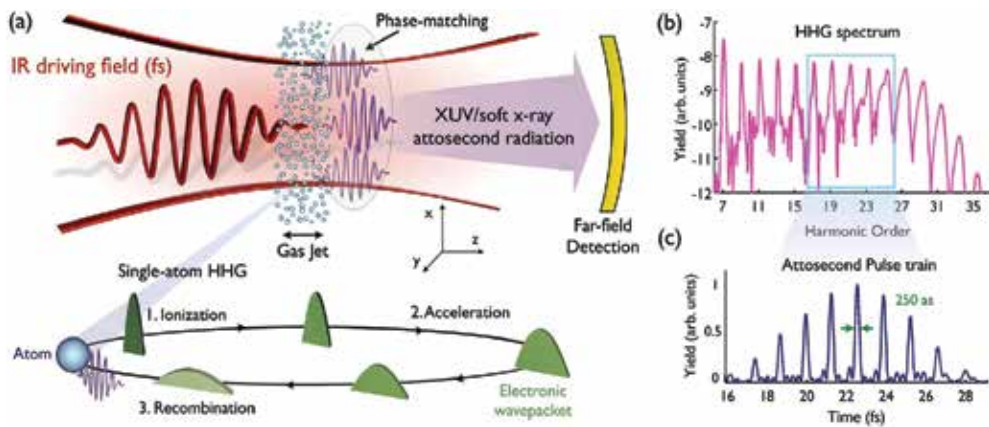 (a)
Phase-matching
IR driving field (fs)
XUV/soft x-ray
attosecond radiation
x
z
y
Gas Jet
Far-field
Detection
Single-atom HHG
1. Ionization
2. Acceleration
Atom
3. Recombination
Electronic
wavepacket
(b)
HHG spectrum
Yield (arb. units)
-7
-8
-9
-10
-11
-12
7 11 15 19 23 27 31 35
Harmonic Order
(c)
Attosecond Pulse train
250 as
Yield (arb. units)
1
0.5
0
16 18 20 22 24 26 28
Time (fs)